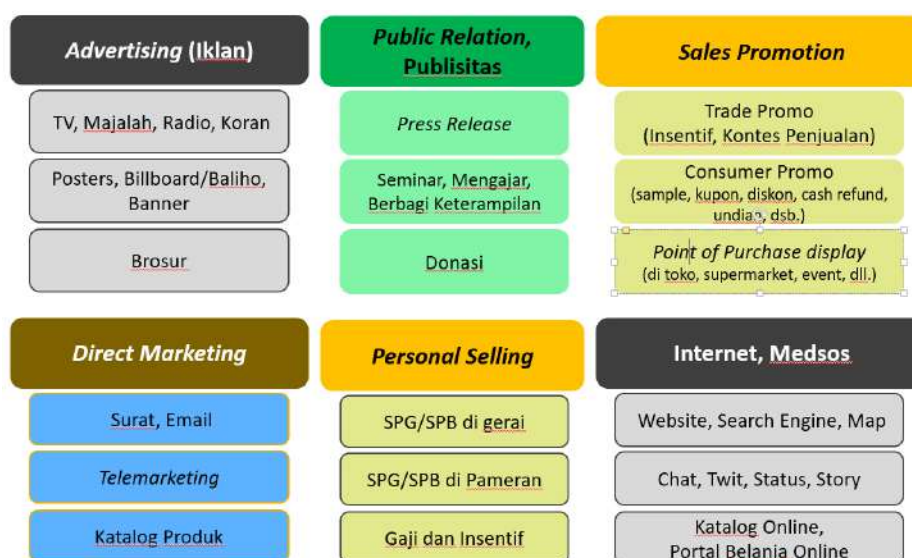 Advertising (Iklan)
TV, Majalah, Radio, Koran
Posters, Billboard/Baliho,
Banner
Brosur
Public Relation,
Publisitas
Press Release
Seminar, Mengajar,
Berbagi Keterampilan
Donasi
Sales Promotion
Trade Promo
(Insentif, Kontes Penjualan)
Consumer Promo
(sample, kupon, diskon, cash refund,
undian, dsb.)
Point of Purchase display
(di toko, supermarket, event, dll.)
Direct Marketing
Surat, Email
Telemarketing
Katalog Produk
Personal Selling
SPG/SPB di gerai
SPG/SPB di Pameran
Gaji dan Insentif
Internet, Medsos
Website, Search Engine, Map
Chat, Twit, Status, Story
Katalog Online,
Portal Belanja Online